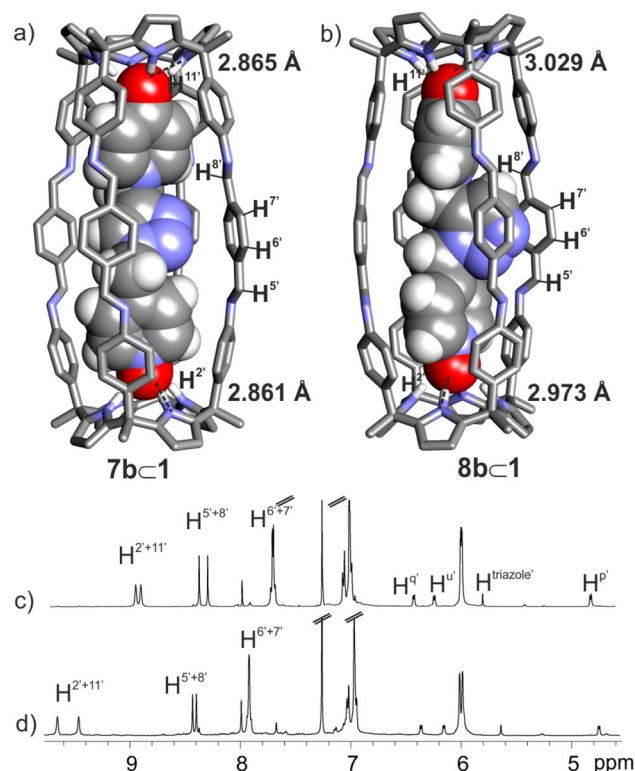 a) b)
2.865 Å 3.029 Å
H11' H11'
H8' H8'
H7' H7'
H6' H6'
H5' H5'
H2' H2'
2.861 Å 2.973 Å
7b⊂1 8b⊂1
H5'+8' H6'+7'
H2'+11'
c) Hq' Hu' Htriazole' Hp'
H6'+7'
H2'+11' H5'+8'
d)
9 8 7 6 5 ppm